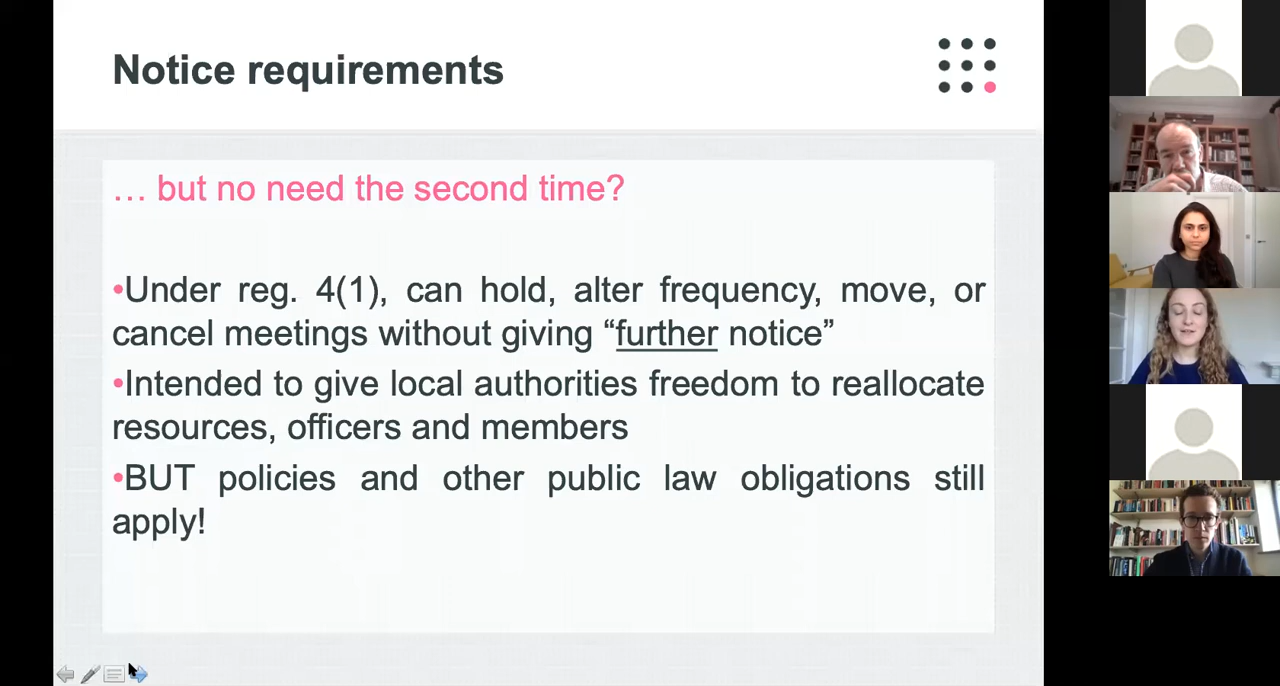 Notice requirements
… but no need the second time?
•Under reg. 4(1), can hold, alter frequency, move, or
cancel meetings without giving “further notice”
•Intended to give local authorities freedom to reallocate
resources, officers and members
•BUT policies and other public law obligations still
apply!